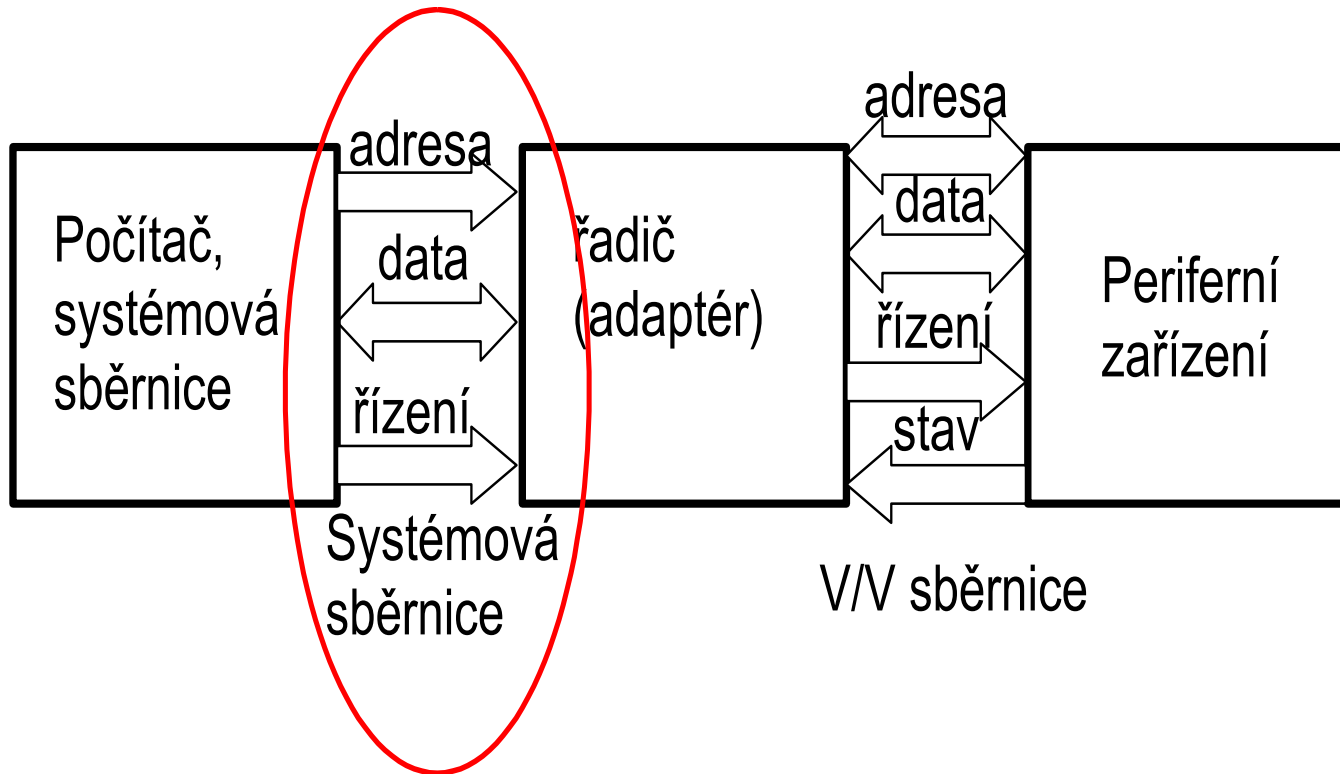 Počítač,
systémová
sběrnice
adresa
data
řízení
Systémová
sběrnice
řadič
(adaptér)
adresa
data
řízení
stav
V/V sběrnice
Periferní
zařízení